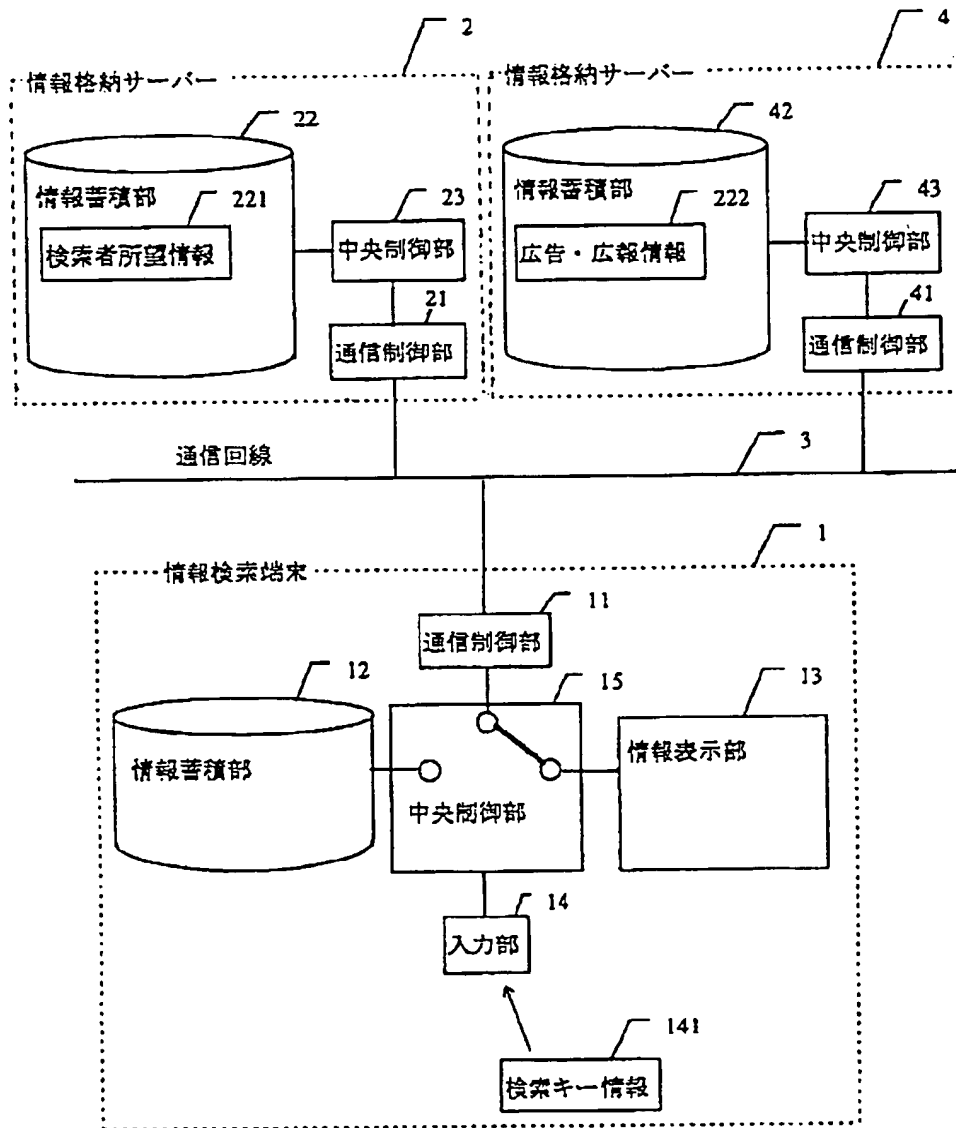 2
4
情報格納サーバー
情報格納サーバー
22
42
情報蓄積部
221
検索者所望情報
23
中央制御部
21
通信制御部
情報蓄積部
222
広告・広報情報
43
中央制御部
41
通信制御部
通信回線
3
1
情報検索端末
11
通信制御部
12
情報蓄積部
15
中央制御部
13
情報表示部
14
入力部
141
検索キー情報